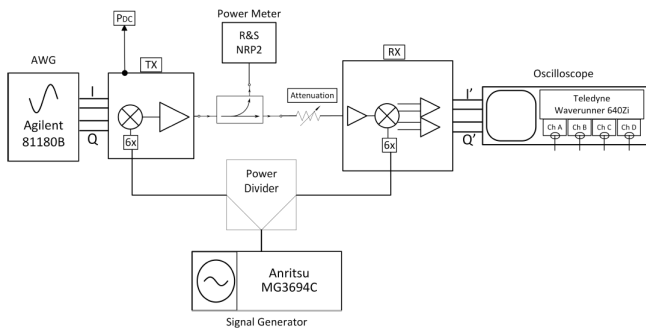 Power Meter
PDC
R&S
NRP2
AWG
TX
RX
Oscilloscope
I
I'
Attenuation
Teledyne
Waverunner 640Zi
Agilent
81180B
Ch A
Ch B
Ch C
Ch D
Q
Q'
6x
6x
Power
Divider
Anritsu
MG3694C
Signal Generator